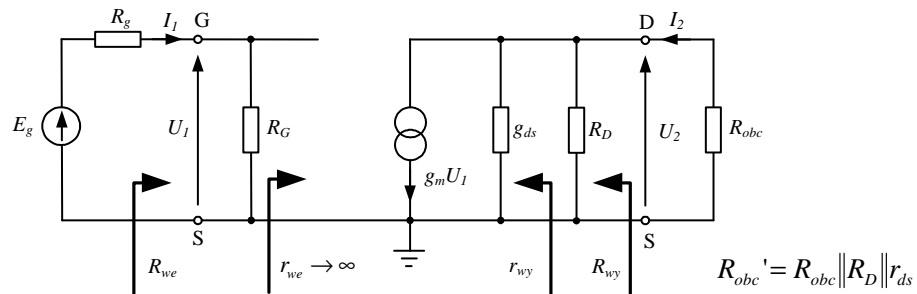 R_g
I_1
G
D
I_2
E_g
U_1
R_G
g_mU_1
g_ds
R_D
U_2
R_obc
S
S
R_we
r_we → ∞
r_wy
R_wy
R_obc' = R_obc||R_D||r_ds